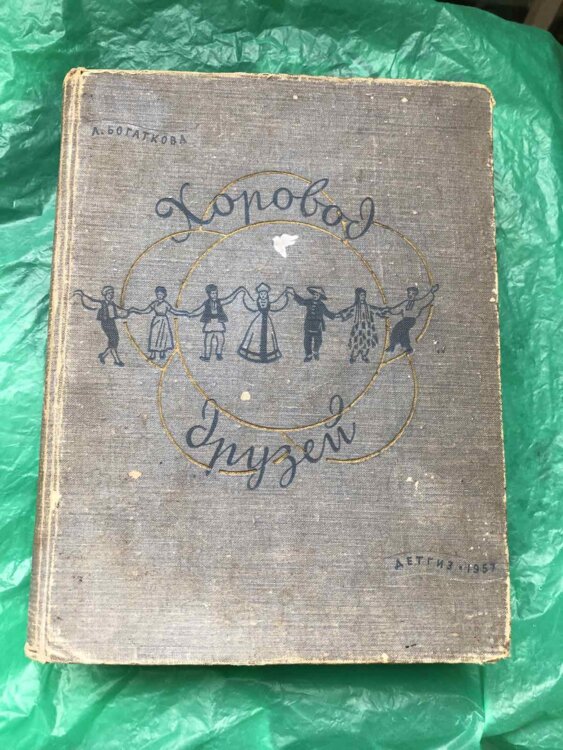 Л. БОГАТКОВА
Хоровод
друзей
ДЕТГИЗ • 1957